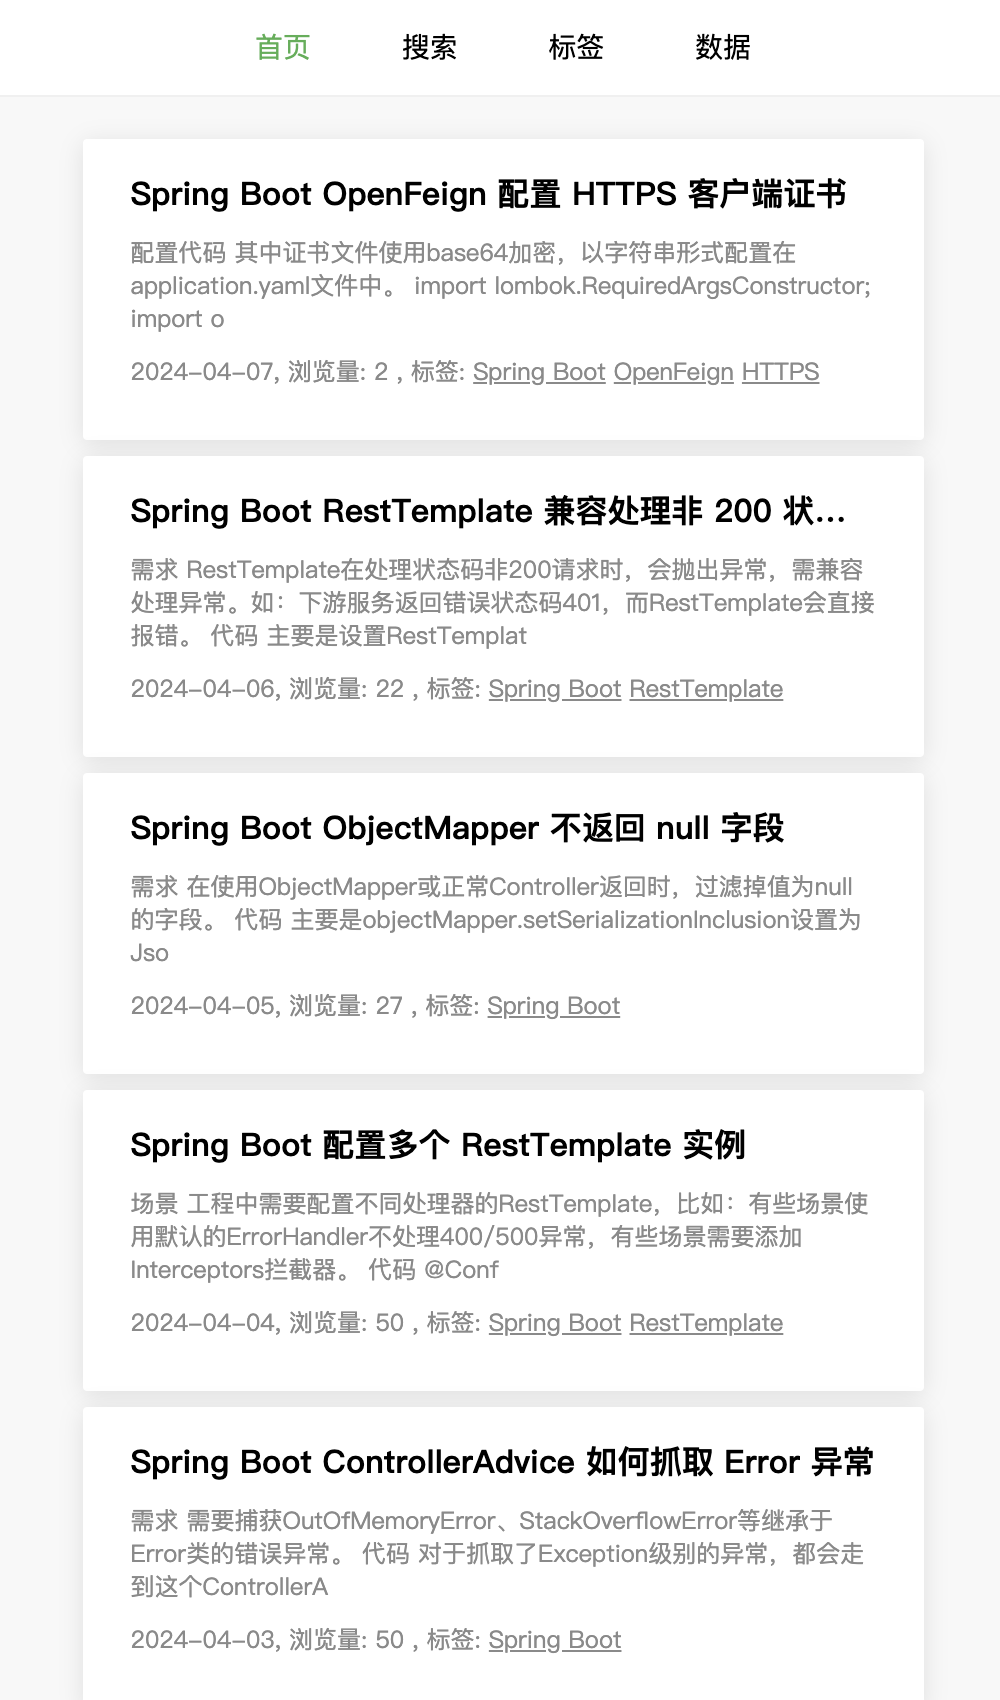 首页 搜索 标签 数据
Spring Boot OpenFeign 配置 HTTPS 客户端证书
配置代码 其中证书文件使用base64加密，以字符串形式配置在
application.yaml文件中。 import lombok.RequiredArgsConstructor;
import o
2024-04-07, 浏览量: 2 , 标签: Spring Boot OpenFeign HTTPS
Spring Boot RestTemplate 兼容处理非 200 状...
需求 RestTemplate在处理状态码非200请求时，会抛出异常，需兼容
处理异常。如：下游服务返回错误状态码401，而RestTemplate会直接
报错。 代码 主要是设置RestTemplat
2024-04-06, 浏览量: 22 , 标签: Spring Boot RestTemplate
Spring Boot ObjectMapper 不返回 null 字段
需求 在使用ObjectMapper或正常Controller返回时，过滤掉值为null
的字段。 代码 主要是objectMapper.setSerializationInclusion设置为
Jso
2024-04-05, 浏览量: 27 , 标签: Spring Boot
Spring Boot 配置多个 RestTemplate 实例
场景 工程中需要配置不同处理器的RestTemplate，比如：有些场景使
用默认的ErrorHandler不处理400/500异常，有些场景需要添加
Interceptors拦截器。 代码 @Conf
2024-04-04, 浏览量: 50 , 标签: Spring Boot RestTemplate
Spring Boot ControllerAdvice 如何抓取 Error 异常
需求 需要捕获OutOfMemoryError、StackOverflowError等继承于
Error类的错误异常。 代码 对于抓取了Exception级别的异常，都会走
到这个ControllerA
2024-04-03, 浏览量: 50 , 标签: Spring Boot